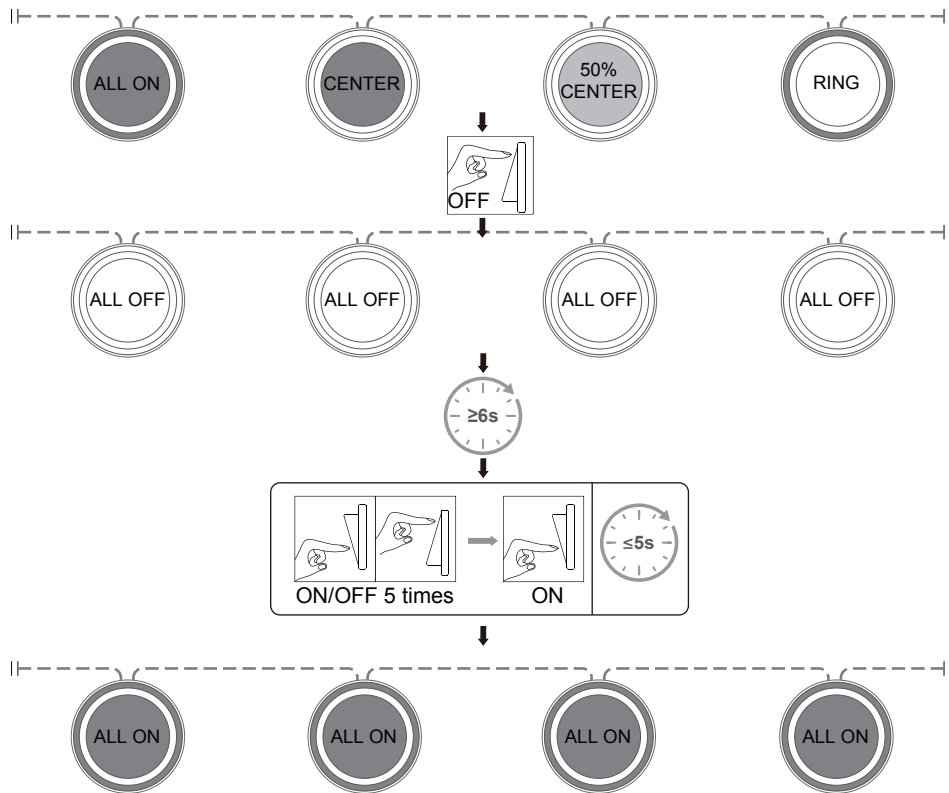 ALL ON
CENTER
50%
CENTER
RING
OFF
ALL OFF
ALL OFF
ALL OFF
ALL OFF
≥6s
≤5s
ON/OFF 5 times
ON
ALL ON
ALL ON
ALL ON
ALL ON